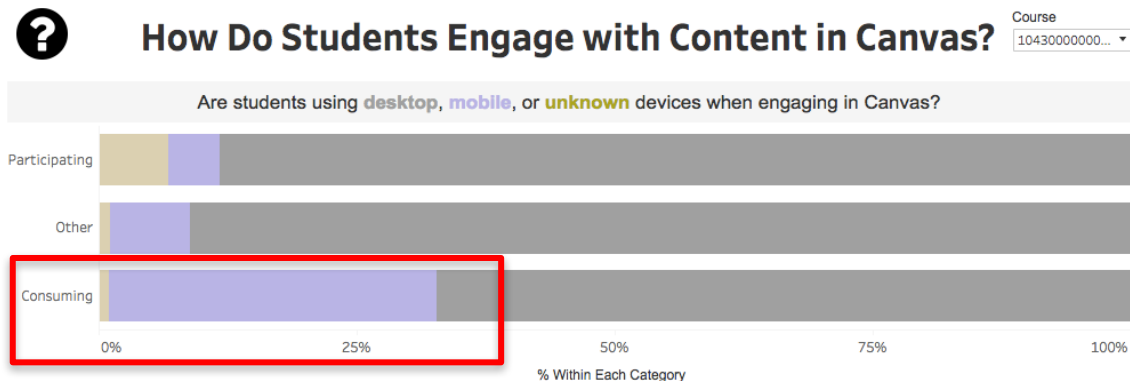 ?
How Do Students Engage with Content in Canvas?
Course
10430000000...
Are students using desktop, mobile, or unknown devices when engaging in Canvas?
Participating
Other
Consuming
0% 25% 50% 75% 100%
% Within Each Category